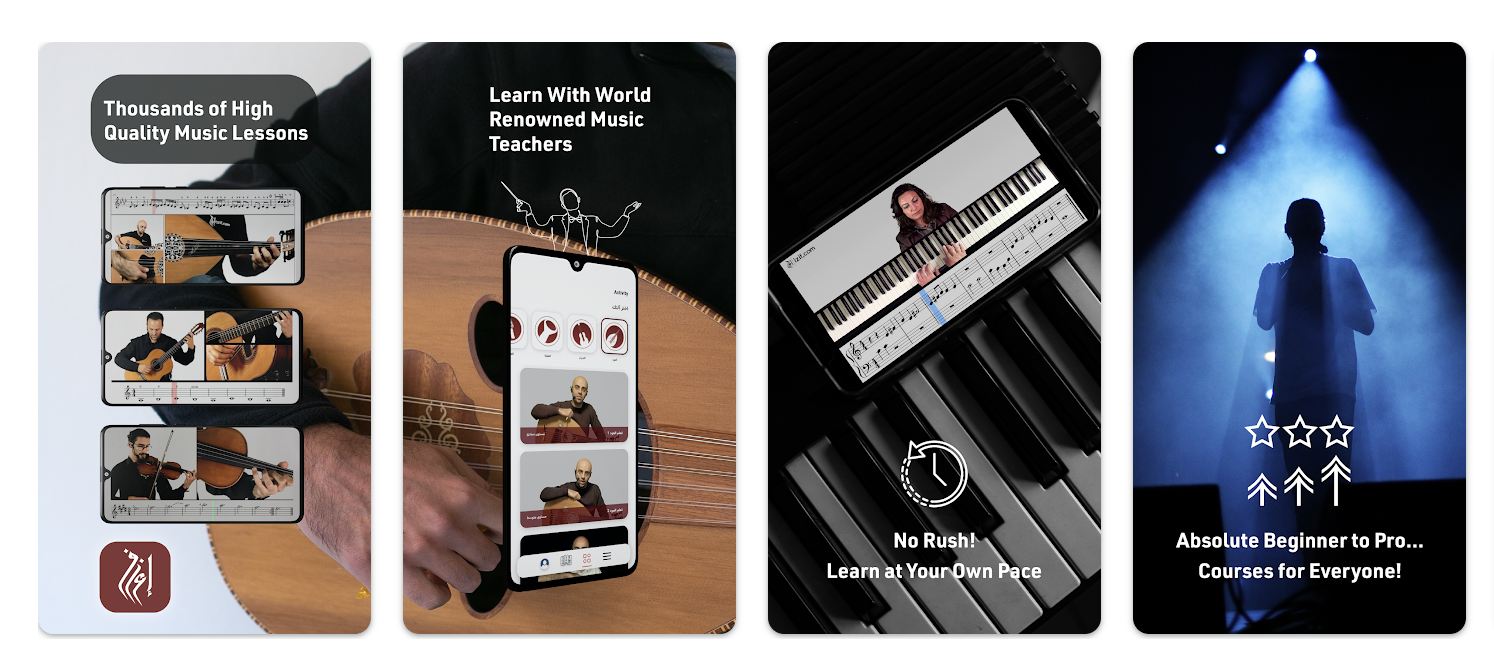 Thousands of High
Quality Music Lessons
إعزف
Learn With World
Renowned Music
Teachers
Activity
No Rush!
Learn at Your Own Pace
Absolute Beginner to Pro...
Courses for Everyone!